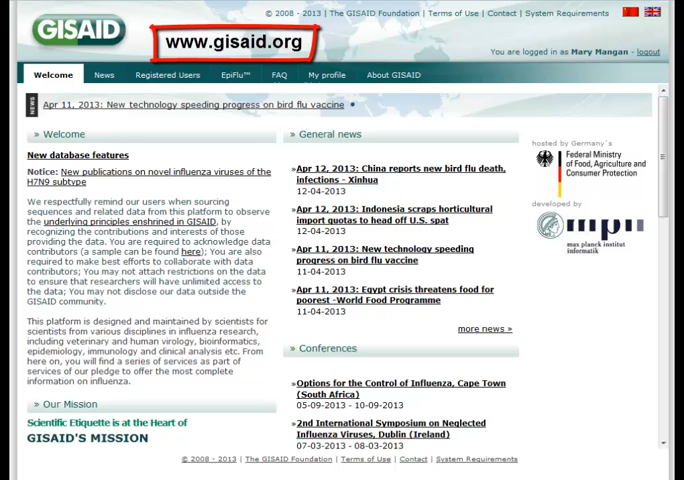 © 2008 - 2013 | The GISAID Foundation | Terms of Use | Contact | System Requirements
GISAID
www.gisaid.org
You are logged in as Mary Mangan - logout
Welcome News Registered Users EpiFlu™ FAQ My profile About GISAID
NEWS
Apr 11, 2013: New technology speeding progress on bird flu vaccine
» Welcome
New database features
Notice: New publications on novel influenza viruses of the
H7N9 subtype
We respectfully remind our users when sourcing
sequences and related data from this platform to observe
the underlying principles enshrined in GISAID, by
recognizing the contributions and interests of those
providing the data. You are required to acknowledge data
contributors (a sample can be found here); You are also
required to make best efforts to collaborate with data
contributors; You may not attach restrictions on the data
to ensure that researchers will have unlimited access to
the data; You may not disclose our data outside the
GISAID community.
This platform is designed and maintained by scientists for
scientists from various disciplines in influenza research,
including veterinary and human virology, bioinformatics,
epidemiology, immunology and clinical analysis etc. From
here on, you will find a series of services as part of
services of our pledge to offer the most complete
information on influenza.
» Our Mission
Scientific Etiquette is at the Heart of
GISAID'S MISSION
» General news
»Apr 12, 2013: China reports new bird flu death,
infections - Xinhua
12-04-2013
»Apr 12, 2013: Indonesia scraps horticultural
import quotas to head off U.S. spat
12-04-2013
»Apr 11, 2013: New technology speeding
progress on bird flu vaccine
11-04-2013
»Apr 11, 2013: Egypt crisis threatens food for
poorest -World Food Programme
11-04-2013
more news »
» Conferences
»Options for the Control of Influenza, Cape Town
(South Africa)
05-09-2013 - 10-09-2013
»2nd International Symposium on Neglected
Influenza Viruses, Dublin (Ireland)
07-03-2013 - 08-03-2013
hosted by Germany's
Federal Ministry
of Food, Agriculture
and Consumer Protection
developed by
mpii
max planck institut
informatik
© 2008 - 2013 | The GISAID Foundation | Terms of Use | Contact | System Requirements